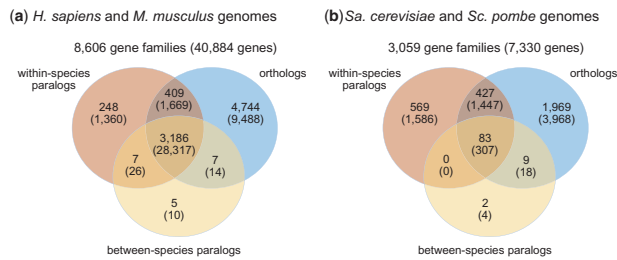 (a) H. sapiens and M. musculus genomes
8,606 gene families (40,884 genes)
within-species
paralogs
orthologs
409
(1,669)
248
(1,360)
4,744
(9,488)
3,186
(28,317)
7
(26)
7
(14)
5
(10)
between-species paralogs
(b) Sa. cerevisiae and Sc. pombe genomes
3,059 gene families (7,330 genes)
within-species
paralogs
orthologs
427
(1,447)
569
(1,586)
1,969
(3,968)
83
(307)
0
(0)
9
(18)
2
(4)
between-species paralogs